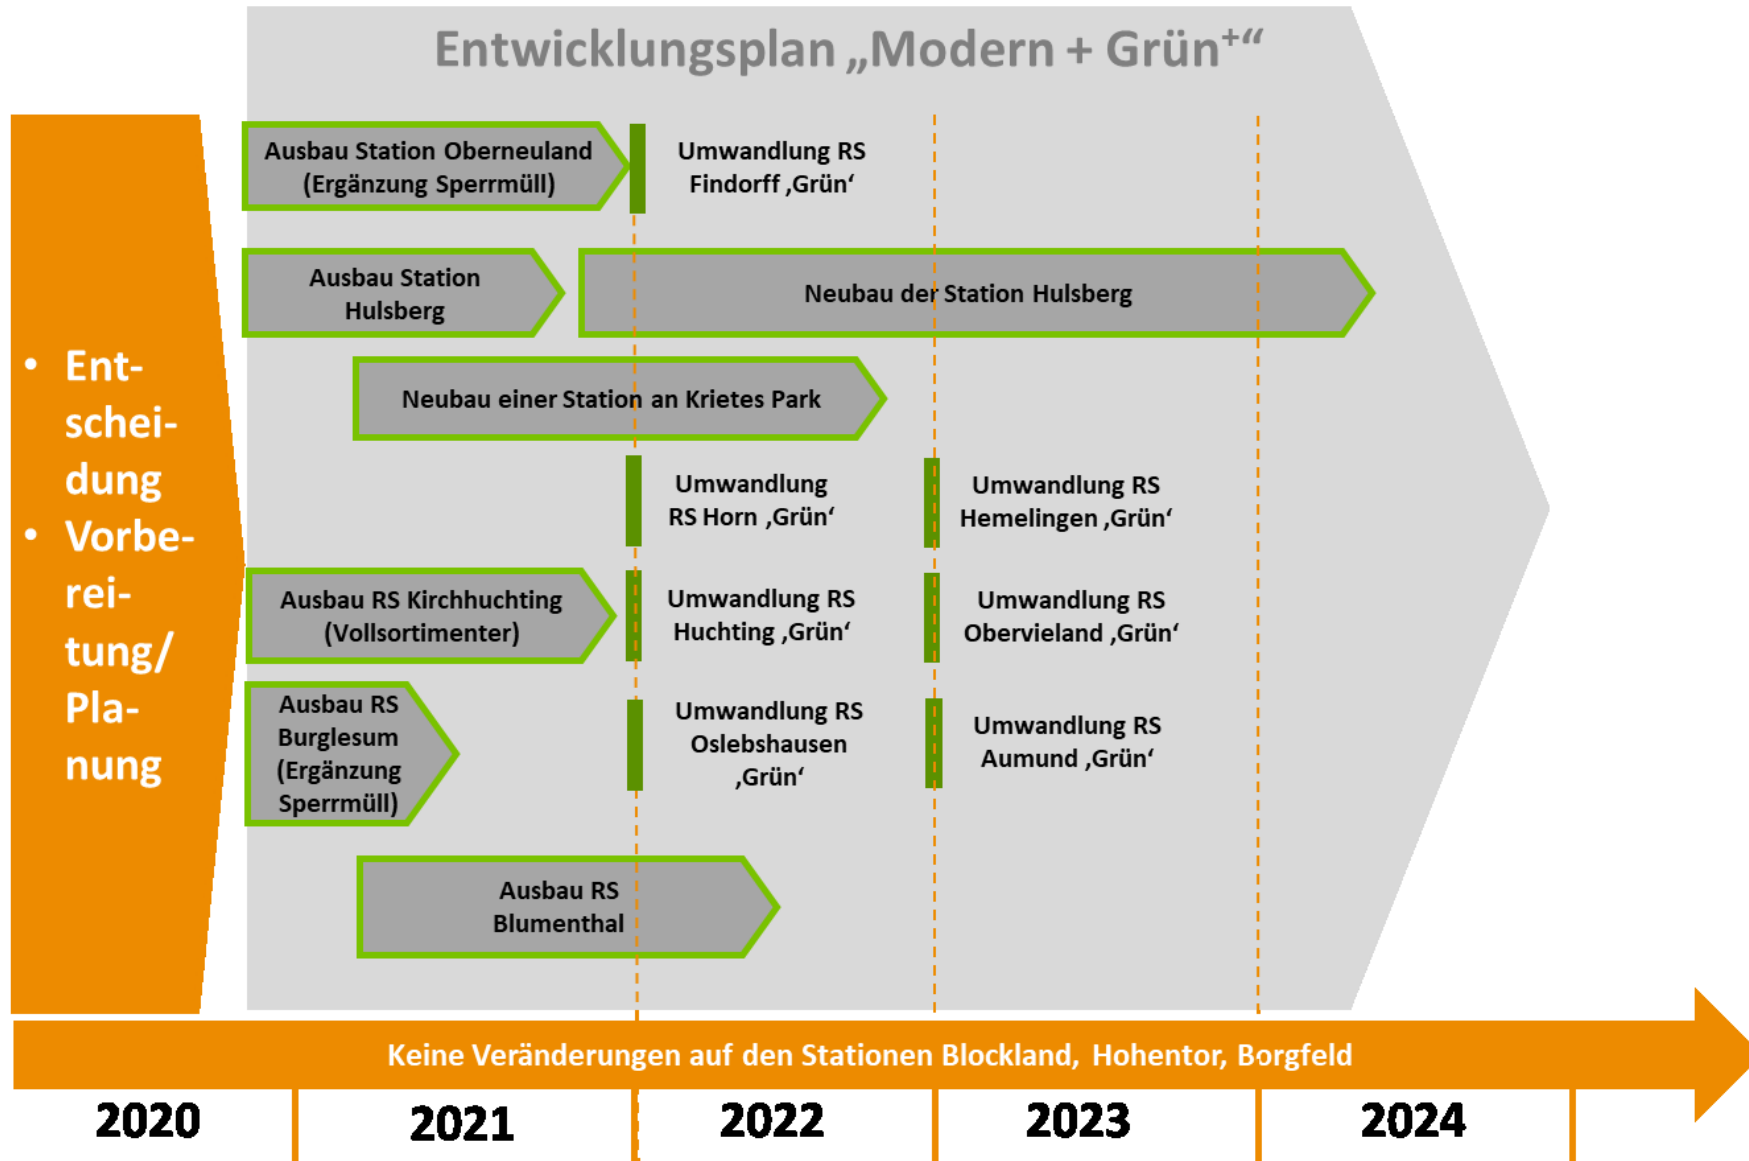 Entwicklungsplan „Modern + Grün⁺“
• Ent-
schei-
dung
• Vorbe-
rei-
tung/
Pla-
nung
Ausbau Station Oberneuland
(Ergänzung Sperrmüll)
Umwandlung RS
Findorff ‚Grün‘
Ausbau Station
Hulsberg
Neubau der Station Hulsberg
Neubau einer Station an Krietes Park
Umwandlung
RS Horn ‚Grün‘
Umwandlung RS
Hemelingen ‚Grün‘
Ausbau RS Kirchhuchting
(Vollsortimenter)
Umwandlung RS
Huchting ‚Grün‘
Umwandlung RS
Obervieland ‚Grün‘
Ausbau RS
Burglesum
(Ergänzung
Sperrmüll)
Umwandlung RS
Oslebshausen
‚Grün‘
Umwandlung RS
Aumund ‚Grün‘
Ausbau RS
Blumenthal
Keine Veränderungen auf den Stationen Blockland, Hohentor, Borgfeld
2020 2021 2022 2023 2024